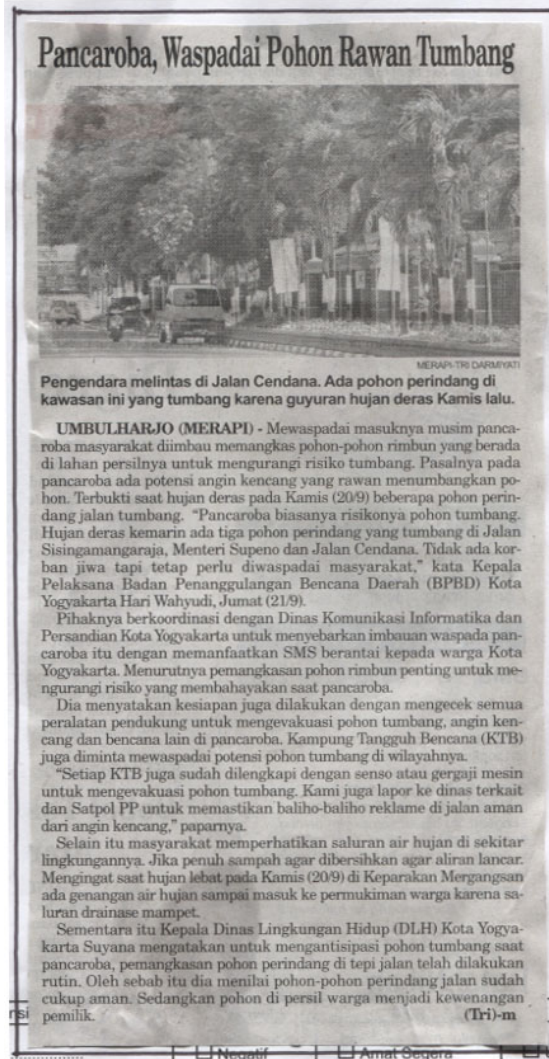 Pancaroba, Waspadai Pohon Rawan Tumbang
MERAPI-TRI DARMIYATI
Pengendara melintas di Jalan Cendana. Ada pohon perindang di
kawasan ini yang tumbang karena guyuran hujan deras Kamis lalu.
UMBULHARJO (MERAPI) - Mewaspadai masuknya musim panca-
roba masyarakat diimbau memangkas pohon-pohon rimbun yang berada
di lahan persilnya untuk mengurangi risiko tumbang. Pasalnya pada
pancaroba ada potensi angin kencang yang rawan menumbangkan po-
hon. Terbukti saat hujan deras pada Kamis (20/9) beberapa pohon perin-
dang jalan tumbang. “Pancaroba biasanya risikonya pohon tumbang.
Hujan deras kemarin ada tiga pohon perindang yang tumbang di Jalan
Sisingamangaraja, Menteri Supeno dan Jalan Cendana. Tidak ada kor-
ban jiwa tapi tetap perlu diwaspadai masyarakat,” kata Kepala
Pelaksana Badan Penanggulangan Bencana Daerah (BPBD) Kota
Yogyakarta Hari Wahyudi, Jumat (21/9).
Pihaknya berkoordinasi dengan Dinas Komunikasi Informatika dan
Persandian Kota Yogyakarta untuk menyebarkan imbauan waspada pan-
caroba itu dengan memanfaatkan SMS berantai kepada warga Kota
Yogyakarta. Menurutnya pemangkasan pohon rimbun penting untuk me-
ngurangi risiko yang membahayakan saat pancaroba.
Dia menyatakan kesiapan juga dilakukan dengan mengecek semua
peralatan pendukung untuk mengevakuasi pohon tumbang, angin ken-
cang dan bencana lain di pancaroba. Kampung Tangguh Bencana (KTB)
juga diminta mewaspadai potensi pohon tumbang di wilayahnya.
“Setiap KTB juga sudah dilengkapi dengan senso atau gergaji mesin
untuk mengevakuasi pohon tumbang. Kami juga lapor ke dinas terkait
dan Satpol PP untuk memastikan baliho-baliho reklame di jalan aman
dari angin kencang,” paparnya.
Selain itu masyarakat memperhatikan saluran air hujan di sekitar
lingkungannya. Jika penuh sampah agar dibersihkan agar aliran lancar.
Mengingat saat hujan lebat pada Kamis (20/9) di Keparakan Mergangsan
ada genangan air hujan sampai masuk ke permukiman warga karena sa-
luran drainase mampet.
Sementara itu Kepala Dinas Lingkungan Hidup (DLH) Kota Yogya-
karta Suyana mengatakan untuk mengantisipasi pohon tumbang saat
pancaroba, pemangkasan pohon perindang di tepi jalan telah dilakukan
rutin. Oleh sebab itu dia menilai pohon-pohon perindang jalan sudah
cukup aman. Sedangkan pohon di persil warga menjadi kewenangan
pemilik. (Tri)-m
Negatif Amat Segera